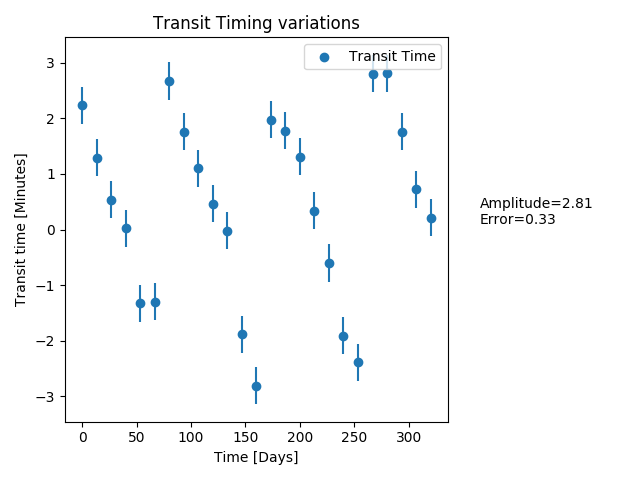 Transit Timing variations
Transit Time
3
2
1
0
−1
−2
−3
Transit time [Minutes]
Amplitude=2.81
Error=0.33
0 50 100 150 200 250 300
Time [Days]